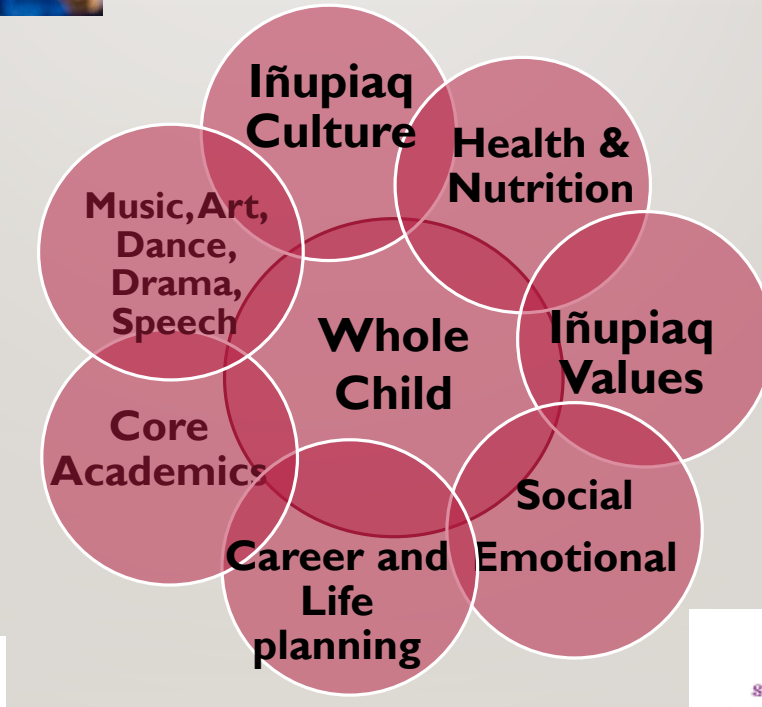 Iñupiaq
Culture
Health &
Nutrition
Music, Art,
Dance,
Drama,
Speech
Whole
Child
Iñupiaq
Values
Core
Academics
Social
Emotional
Career and
Life
planning